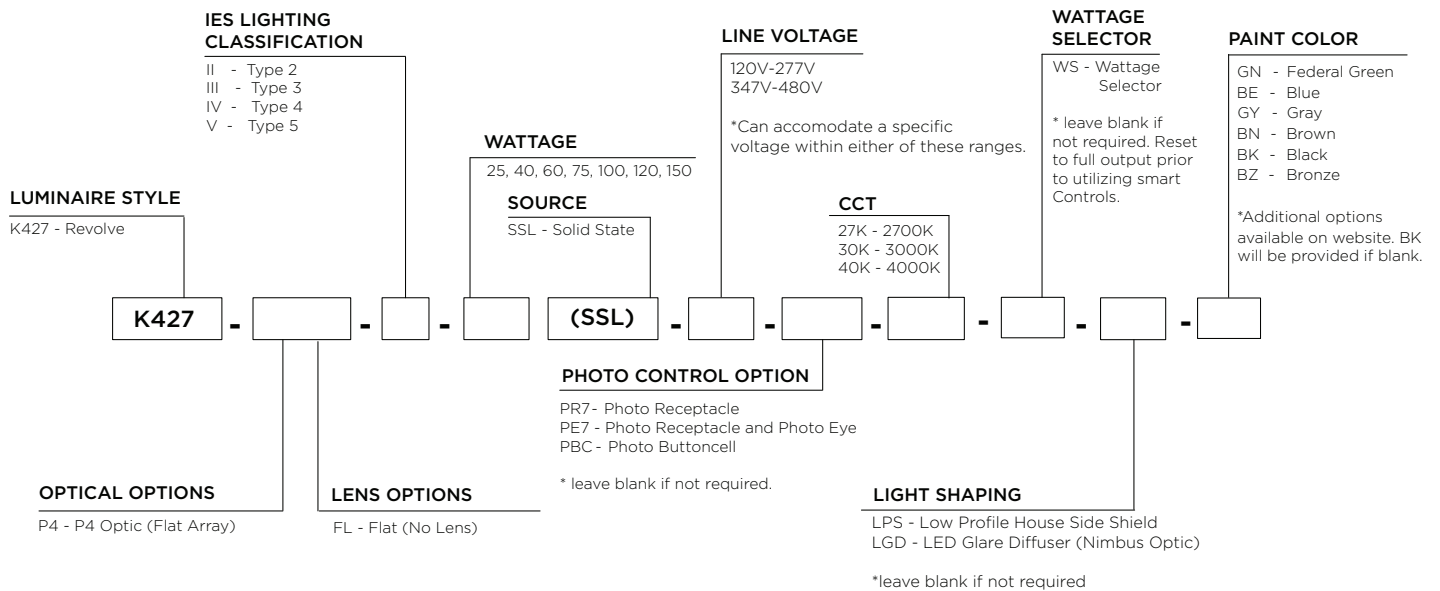 IES LIGHTING
CLASSIFICATION
II - Type 2
III - Type 3
IV - Type 4
V - Type 5
LINE VOLTAGE
120V-277V
347V-480V
*Can accomodate a specific
voltage within either of these ranges.
WATTAGE
SELECTOR
WS - Wattage
Selector
* leave blank if
not required. Reset
to full output prior
to utilizing smart
Controls.
PAINT COLOR
GN - Federal Green
BE - Blue
GY - Gray
BN - Brown
BK - Black
BZ - Bronze
*Additional options
available on website. BK
will be provided if blank.
WATTAGE
25, 40, 60, 75, 100, 120, 150
LUMINAIRE STYLE
K427 - Revolve
SOURCE
SSL - Solid State
CCT
27K - 2700K
30K - 3000K
40K - 4000K
K427 - - - (SSL) - - - - - -
PHOTO CONTROL OPTION
PR7- Photo Receptacle
PE7 - Photo Receptacle and Photo Eye
PBC - Photo Buttoncell
* leave blank if not required.
OPTICAL OPTIONS
P4 - P4 Optic (Flat Array)
LENS OPTIONS
FL - Flat (No Lens)
LIGHT SHAPING
LPS - Low Profile House Side Shield
LGD - LED Glare Diffuser (Nimbus Optic)
*leave blank if not required